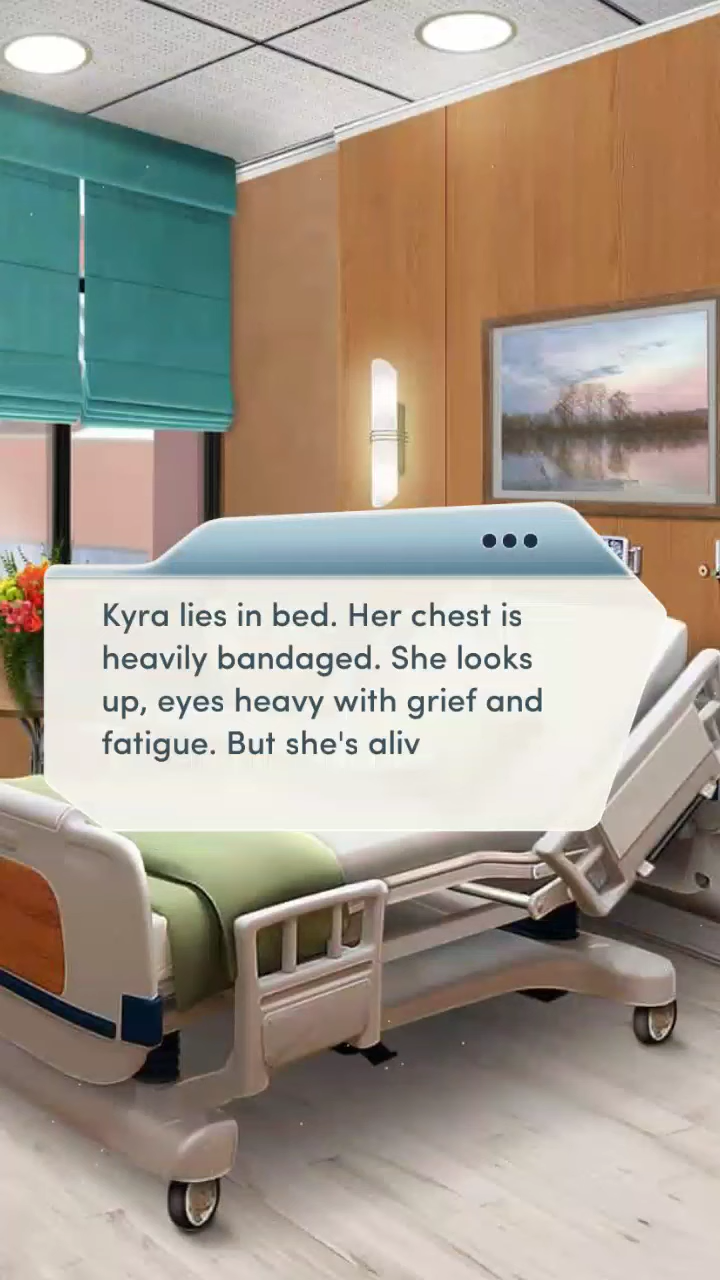 Kyra lies in bed. Her chest is
heavily bandaged. She looks
up, eyes heavy with grief and
fatigue. But she's aliv